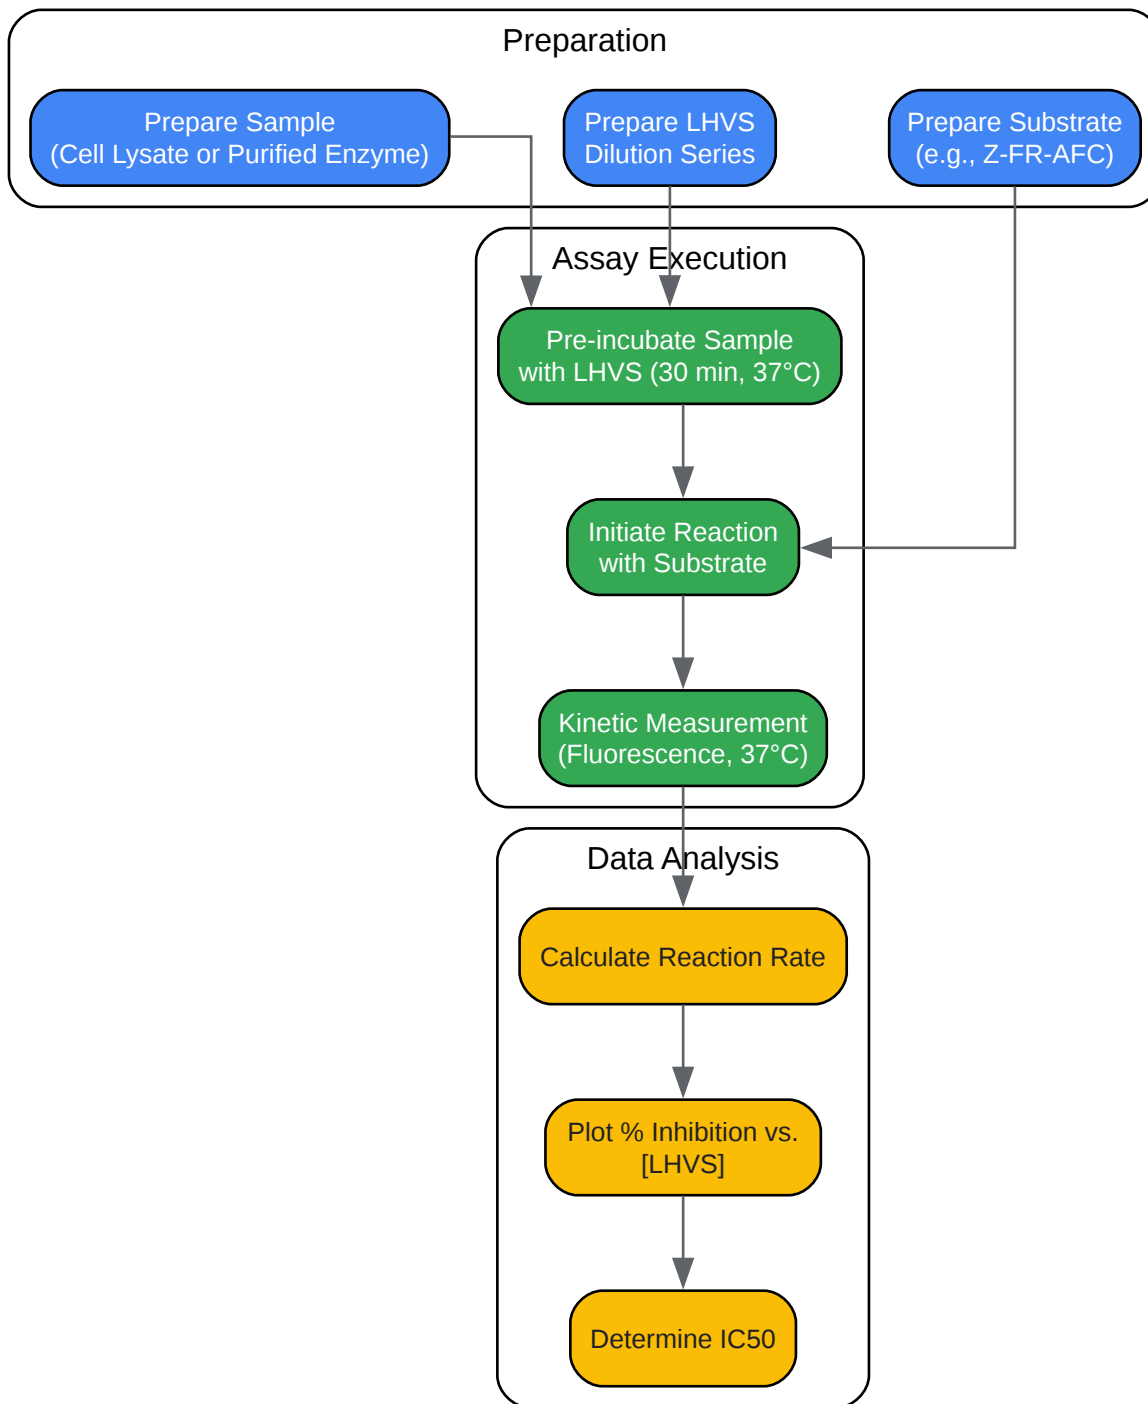 Preparation
Prepare Sample
(Cell Lysate or Purified Enzyme)
Prepare LHVS
Dilution Series
Prepare Substrate
(e.g., Z-FR-AFC)
Assay Execution
Pre-incubate Sample
with LHVS (30 min, 37°C)
Initiate Reaction
with Substrate
Kinetic Measurement
(Fluorescence, 37°C)
Data Analysis
Calculate Reaction Rate
Plot % Inhibition vs.
[LHVS]
Determine IC50